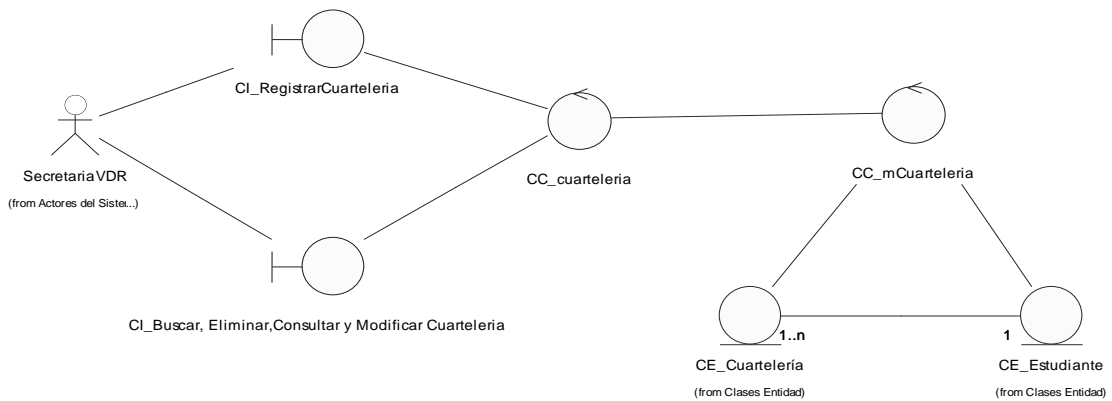 CI_RegistrarCuarteleria
SecretariaVDR
(from Actores del Sister...)
CC_cuarteleria
CC_mCuarteleria
CI_Buscar, Eliminar,Consultar y Modificar Cuarteleria
1..n
1
CE_Cuartelería
(from Clases Entidad)
CE_Estudiante
(from Clases Entidad)